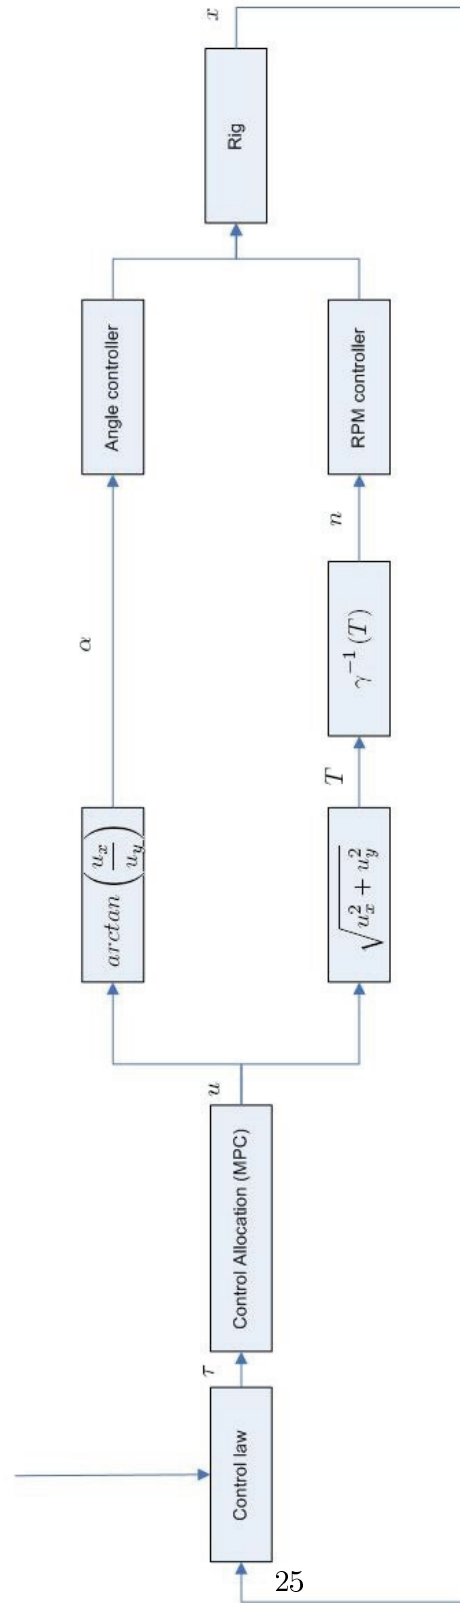 Control law
τ
Control Allocation (MPC)
u
arctan(u_x/u_y)
α
Angle controller
√(u_x^2 + u_y^2)
T
γ^{-1}(T)
n
RPM controller
Rig
x
25